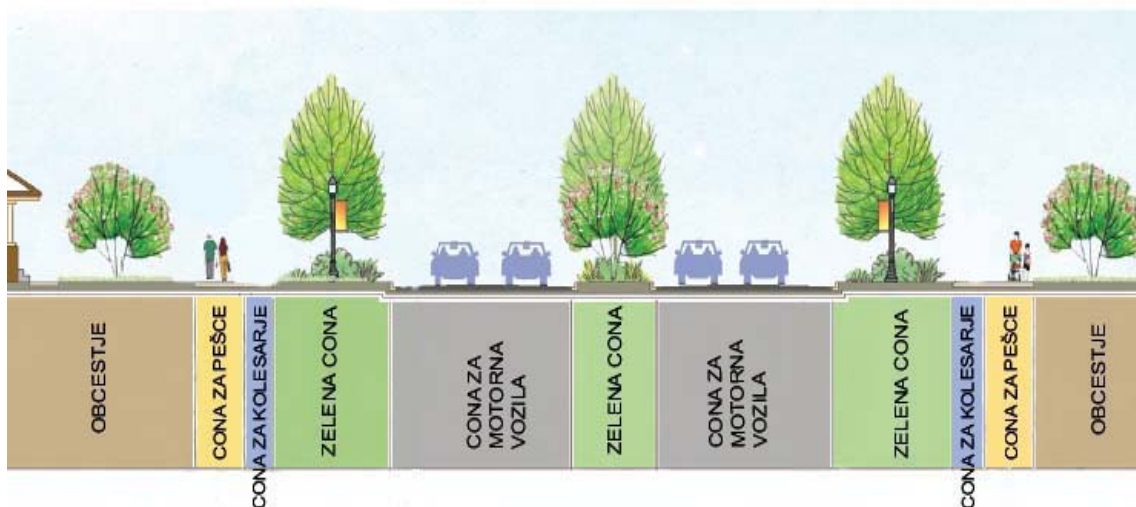 OBCESTJE
CONA ZA PEŠCE
CONA ZA KOLESARJE
ZELENA CONA
CONA ZA
MOTORNA
VOZILA
ZELENA CONA
CONA ZA
MOTORNA
VOZILA
ZELENA CONA
CONA ZA KOLESARJE
CONA ZA PEŠCE
OBCESTJE